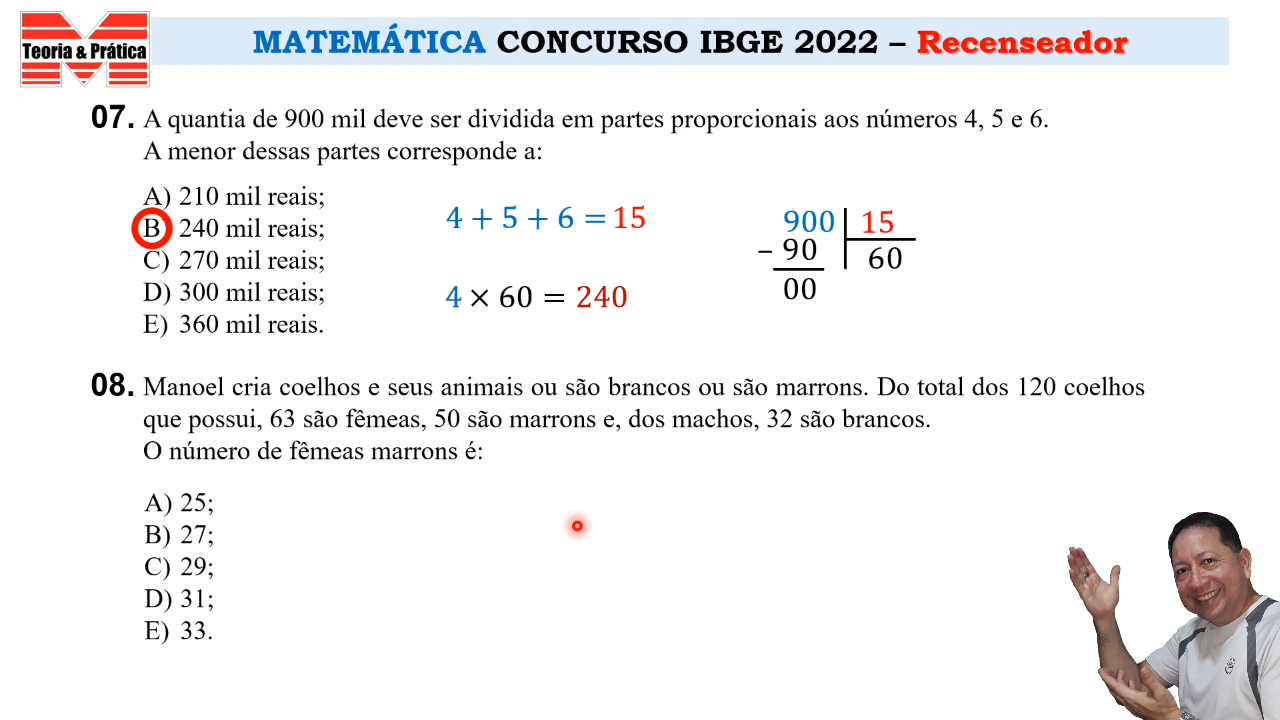 Teoria & Prática
MATEMÁTICA CONCURSO IBGE 2022 – Recenseador
07. A quantia de 900 mil deve ser dividida em partes proporcionais aos números 4, 5 e 6.
A menor dessas partes corresponde a:
A) 210 mil reais;
B) 240 mil reais;
C) 270 mil reais;
D) 300 mil reais;
E) 360 mil reais.
4 + 5 + 6 = 15
4 × 60 = 240
900 15
– 90 60
00
08. Manoel cria coelhos e seus animais ou são brancos ou são marrons. Do total dos 120 coelhos
que possui, 63 são fêmeas, 50 são marrons e, dos machos, 32 são brancos.
O número de fêmeas marrons é:
A) 25;
B) 27;
C) 29;
D) 31;
E) 33.